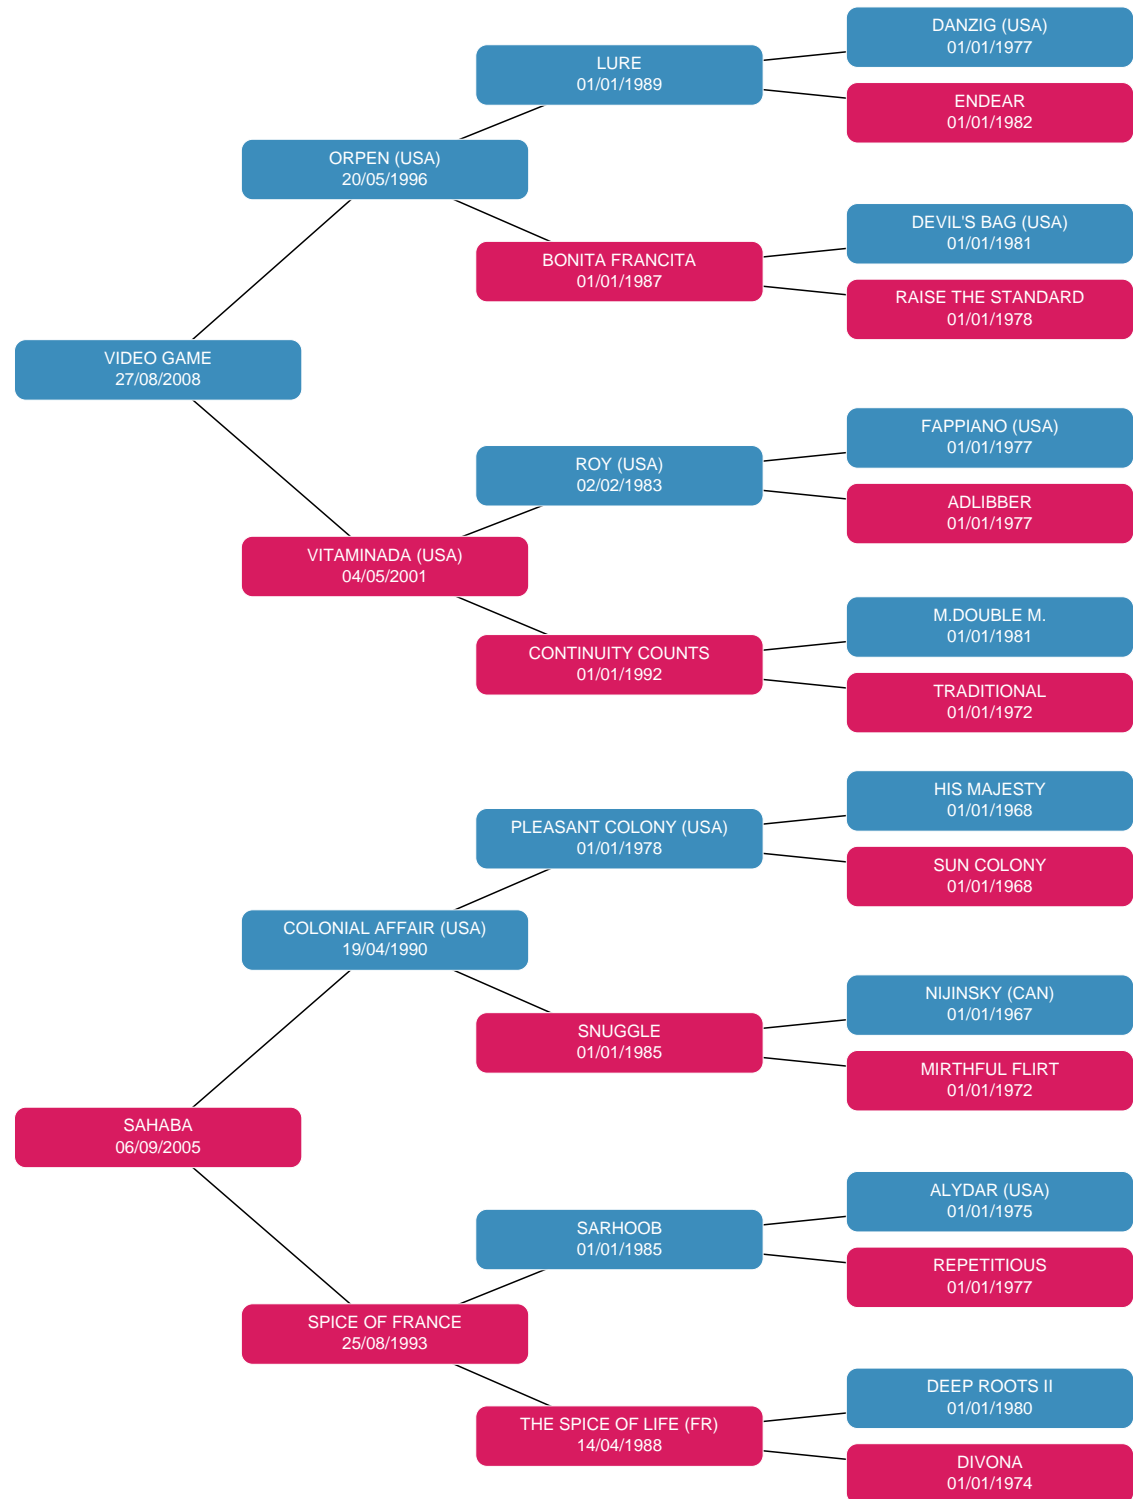 DANZIG (USA)
01/01/1977
LURE
01/01/1989
ENDEAR
01/01/1982
ORPEN (USA)
20/05/1996
DEVIL'S BAG (USA)
01/01/1981
BONITA FRANCITA
01/01/1987
RAISE THE STANDARD
01/01/1978
VIDEO GAME
27/08/2008
FAPPIANO (USA)
01/01/1977
ROY (USA)
02/02/1983
ADLIBBER
01/01/1977
VITAMINADA (USA)
04/05/2001
M.DOUBLE M.
01/01/1981
CONTINUITY COUNTS
01/01/1992
TRADITIONAL
01/01/1972
HIS MAJESTY
01/01/1968
PLEASANT COLONY (USA)
01/01/1978
SUN COLONY
01/01/1968
COLONIAL AFFAIR (USA)
19/04/1990
NIJINSKY (CAN)
01/01/1967
SNUGGLE
01/01/1985
MIRTHFUL FLIRT
01/01/1972
SAHABA
06/09/2005
ALYDAR (USA)
01/01/1975
SARHOOB
01/01/1985
REPETITIOUS
01/01/1977
SPICE OF FRANCE
25/08/1993
DEEP ROOTS II
01/01/1980
THE SPICE OF LIFE (FR)
14/04/1988
DIVONA
01/01/1974